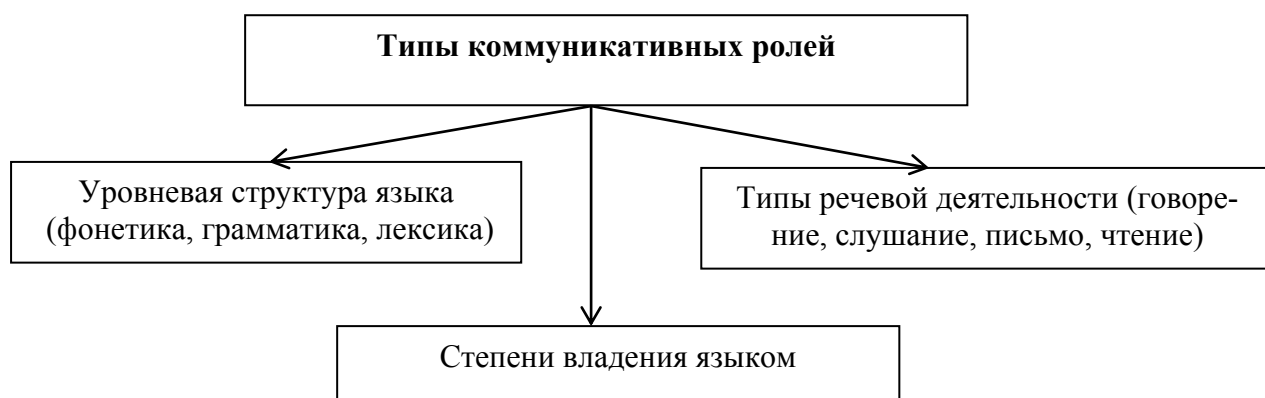 Типы коммуникативных ролей
Уровневая структура языка
(фонетика, грамматика, лексика)
Типы речевой деятельности (говоре-
ние, слушание, письмо, чтение)
Степени владения языком